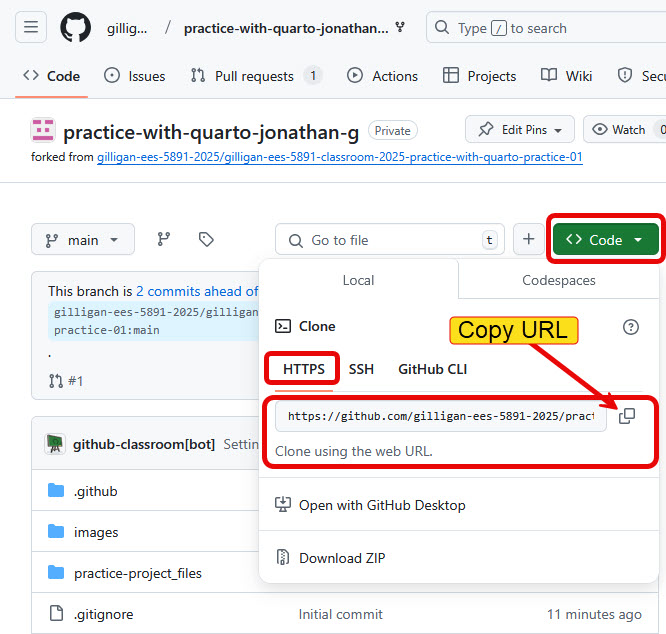 gillig... / practice-with-quarto-jonathan... Type / to search
Code Issues Pull requests 1 Actions Projects Wiki Secu
practice-with-quarto-jonathan-g Private Edit Pins Watch 0
forked from gilligan-ees-5891-2025/gilligan-ees-5891-classroom-2025-practice-with-quarto-practice-01
main Go to file t + Code
Local Codespaces
This branch is 2 commits ahead of
gilligan-ees-5891-2025/gilligan
practice-01:main
.
#1
Clone
Copy URL
HTTPS SSH GitHub CLI
https://github.com/gilligan-ees-5891-2025/pract
Clone using the web URL.
Open with GitHub Desktop
Download ZIP
github-classroom[bot] Settin
.github
images
practice-project_files
.gitignore Initial commit 11 minutes ago